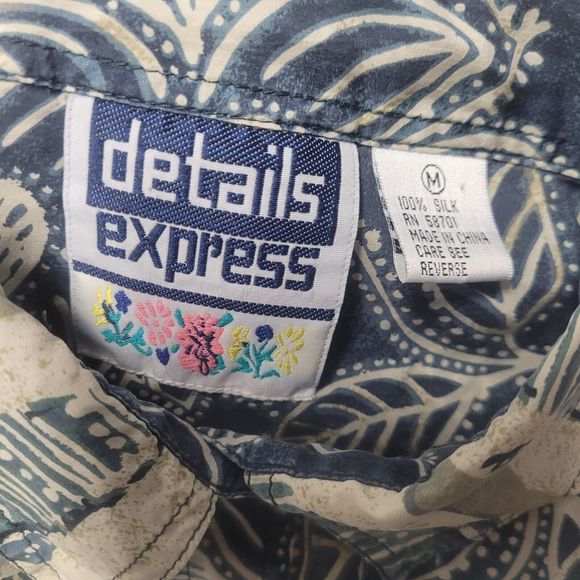 details
express
M
100% SILK
RN 58701
MADE IN CHINA
CARE SEE
REVERSE